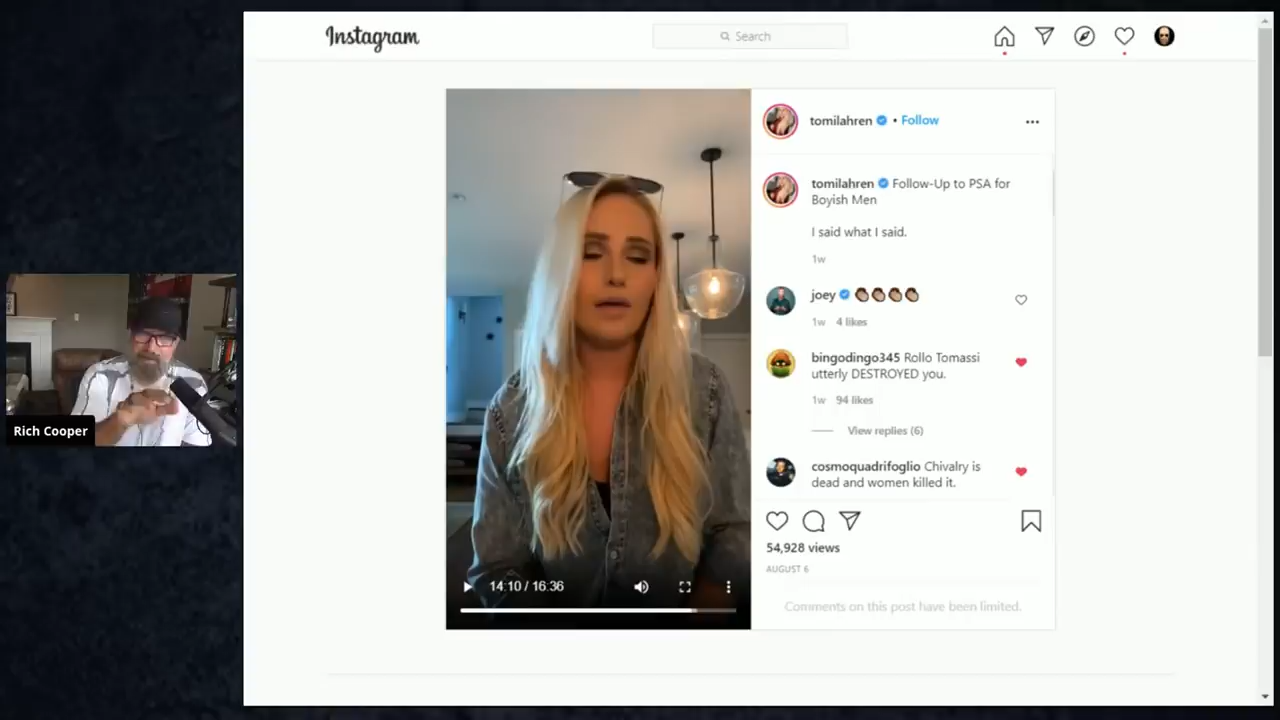 Instagram
Search
tomilahren • Follow
tomilahren Follow-Up to PSA for
Boyish Men
I said what I said.
1w
joey
1w 4 likes
bingodingo345 Rollo Tomassi
utterly DESTROYED you.
1w 94 likes
View replies (6)
cosmoquadrifoglio Chivalry is
dead and women killed it.
54,928 views
AUGUST 6
Comments on this post have been limited.
14:10 / 16:36
Rich Cooper